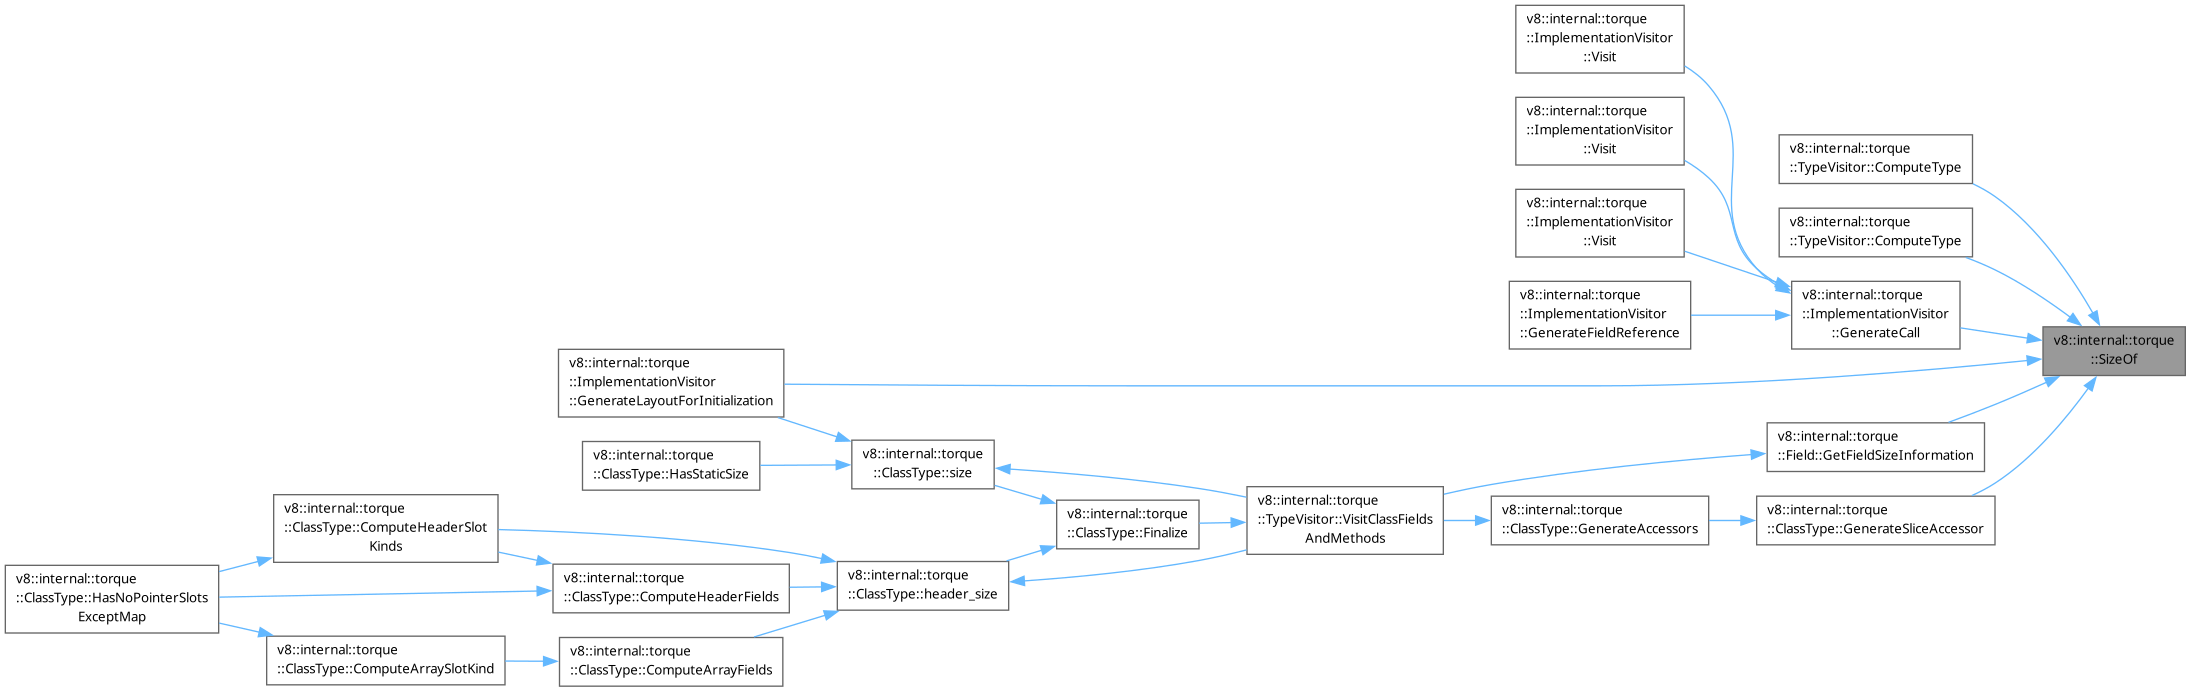 v8::internal::torque
::ImplementationVisitor
::Visit
v8::internal::torque
::ImplementationVisitor
::Visit
v8::internal::torque
::TypeVisitor::ComputeType
v8::internal::torque
::ImplementationVisitor
::Visit
v8::internal::torque
::TypeVisitor::ComputeType
v8::internal::torque
::ImplementationVisitor
::GenerateFieldReference
v8::internal::torque
::ImplementationVisitor
::GenerateCall
v8::internal::torque
::SizeOf
v8::internal::torque
::ImplementationVisitor
::GenerateLayoutForInitialization
v8::internal::torque
::ClassType::HasStaticSize
v8::internal::torque
::ClassType::size
v8::internal::torque
::Field::GetFieldSizeInformation
v8::internal::torque
::ClassType::ComputeHeaderSlot
Kinds
v8::internal::torque
::ClassType::Finalize
v8::internal::torque
::TypeVisitor::VisitClassFields
AndMethods
v8::internal::torque
::ClassType::GenerateAccessors
v8::internal::torque
::ClassType::GenerateSliceAccessor
v8::internal::torque
::ClassType::HasNoPointerSlots
ExceptMap
v8::internal::torque
::ClassType::ComputeHeaderFields
v8::internal::torque
::ClassType::header_size
v8::internal::torque
::ClassType::ComputeArraySlotKind
v8::internal::torque
::ClassType::ComputeArrayFields